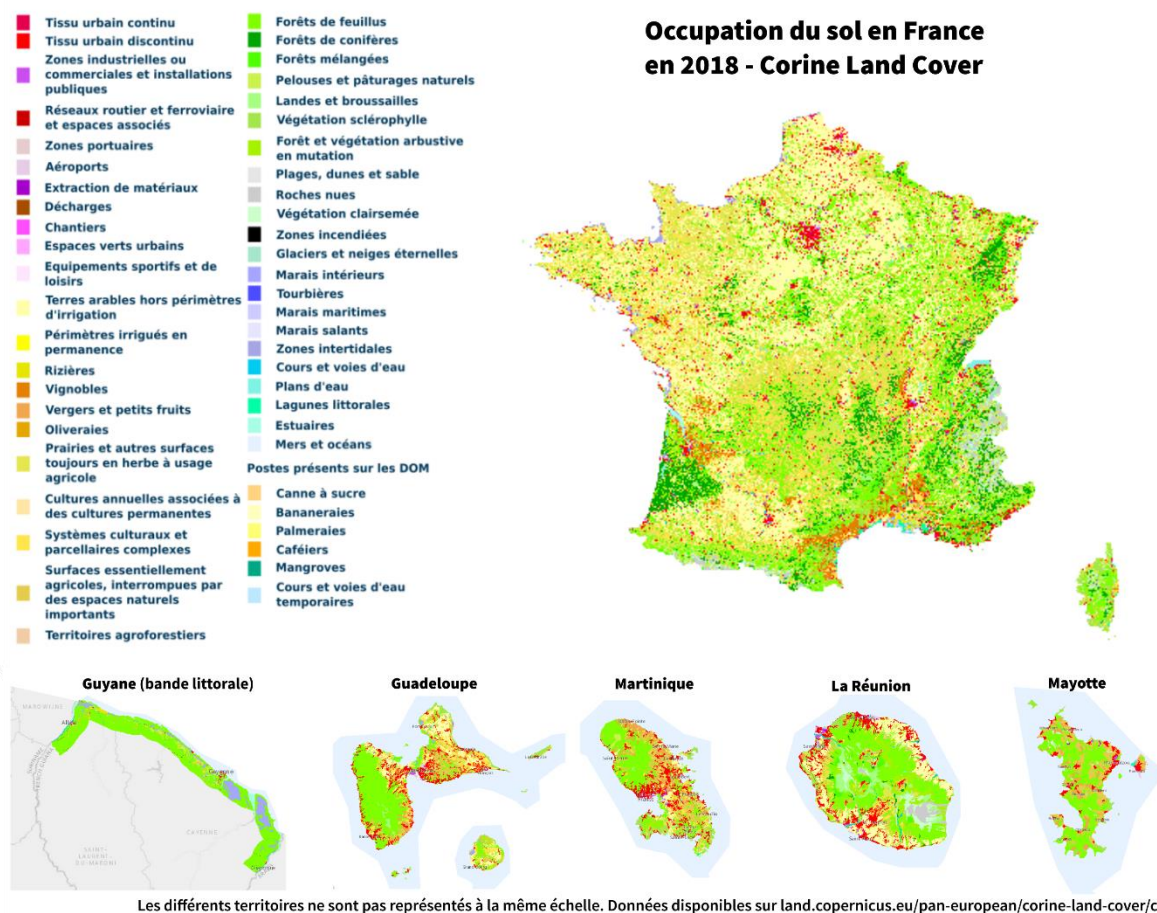 Occupation du sol en France
en 2018 - Corine Land Cover
Tissu urbain continu
Tissu urbain discontinu
Zones industrielles ou
commerciales et installations
publiques
Réseaux routier et ferroviaire
et espaces associés
Zones portuaires
Aéroports
Extraction de matériaux
Décharges
Chantiers
Espaces verts urbains
Equipements sportifs et de
loisirs
Terres arables hors périmètres
d'irrigation
Périmètres irrigués en
permanence
Rizières
Vignobles
Vergers et petits fruits
Oliveraies
Prairies et autres surfaces
toujours en herbe à usage
agricole
Cultures annuelles associées à
des cultures permanentes
Systèmes culturaux et
parcellaires complexes
Surfaces essentiellement
agricoles, interrompues par
des espaces naturels
importants
Territoires agroforestiers
Forêts de feuillus
Forêts de conifères
Forêts mélangées
Pelouses et pâturages naturels
Landes et broussailles
Végétation sclérophylle
Forêt et végétation arbustive
en mutation
Plages, dunes et sable
Roches nues
Végétation clairsemée
Zones incendiées
Glaciers et neiges éternelles
Marais intérieurs
Tourbières
Marais maritimes
Marais salants
Zones intertidales
Cours et voies d'eau
Plans d'eau
Lagunes littorales
Estuaires
Mers et océans
Postes présents sur les DOM
Canne à sucre
Bananeraies
Palmeraies
Caféiers
Mangroves
Cours et voies d'eau
temporaires
Guyane (bande littorale)
Guadeloupe
Martinique
La Réunion
Mayotte
CAYENNE
SAINT-
LAURENT-
DU-MARONI
Cayenne
Les différents territoires ne sont pas représentés à la même échelle. Données disponibles sur land.copernicus.eu/pan-european/corine-land-cover/c